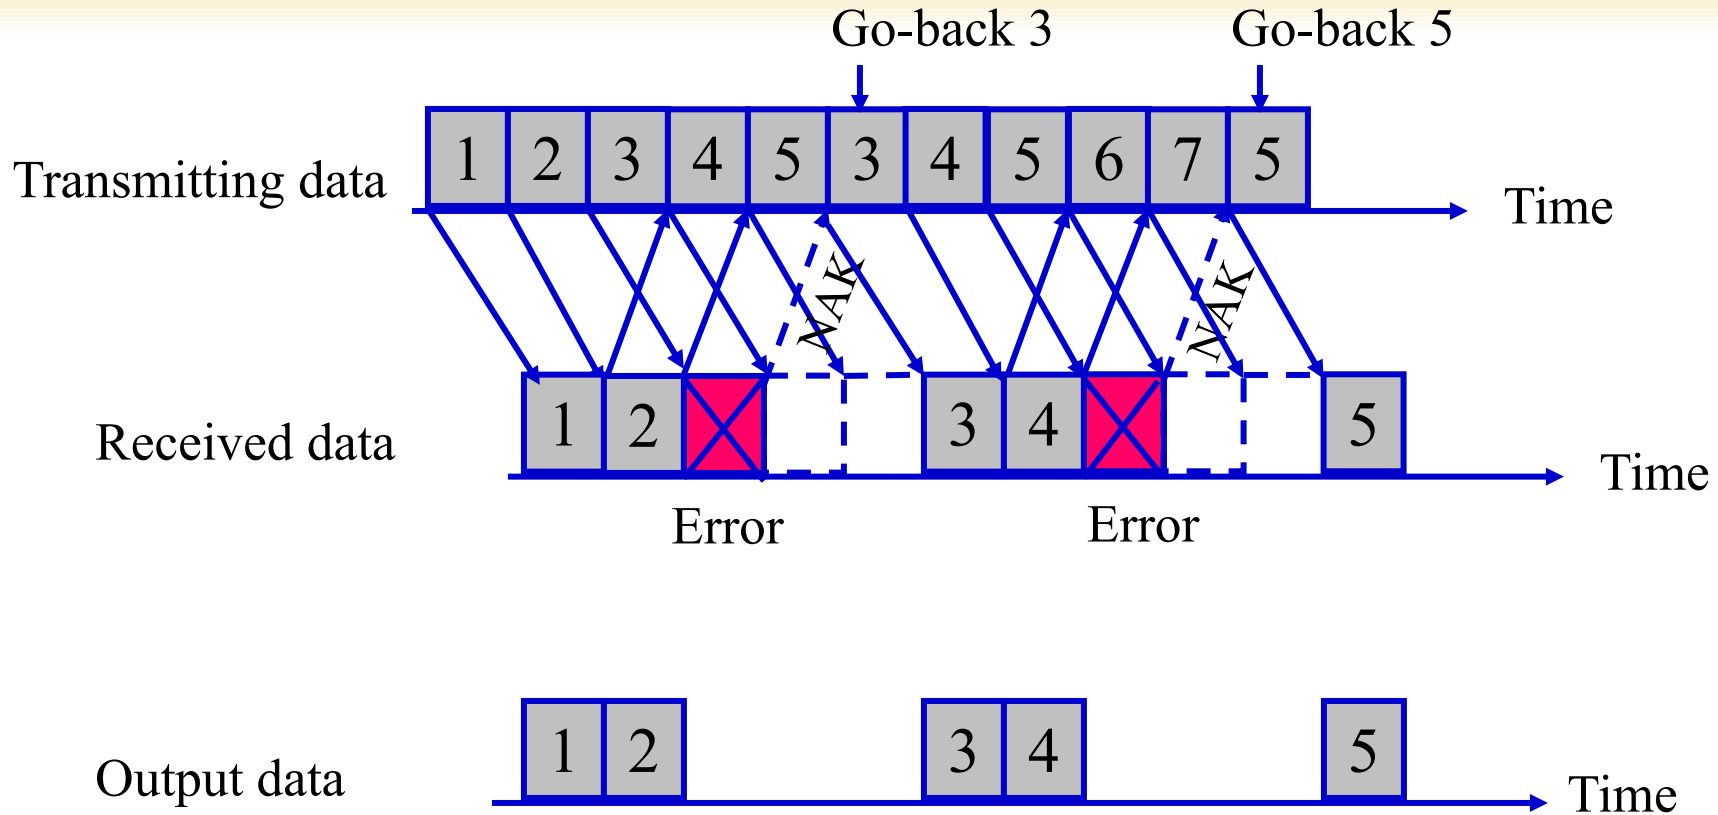 Go-back 3 Go-back 5
Transmitting data 1 2 3 4 5 3 4 5 6 7 5 Time
NAK NAK
Received data 1 2 3 4 5 Time
Error Error
Output data 1 2 3 4 5 Time